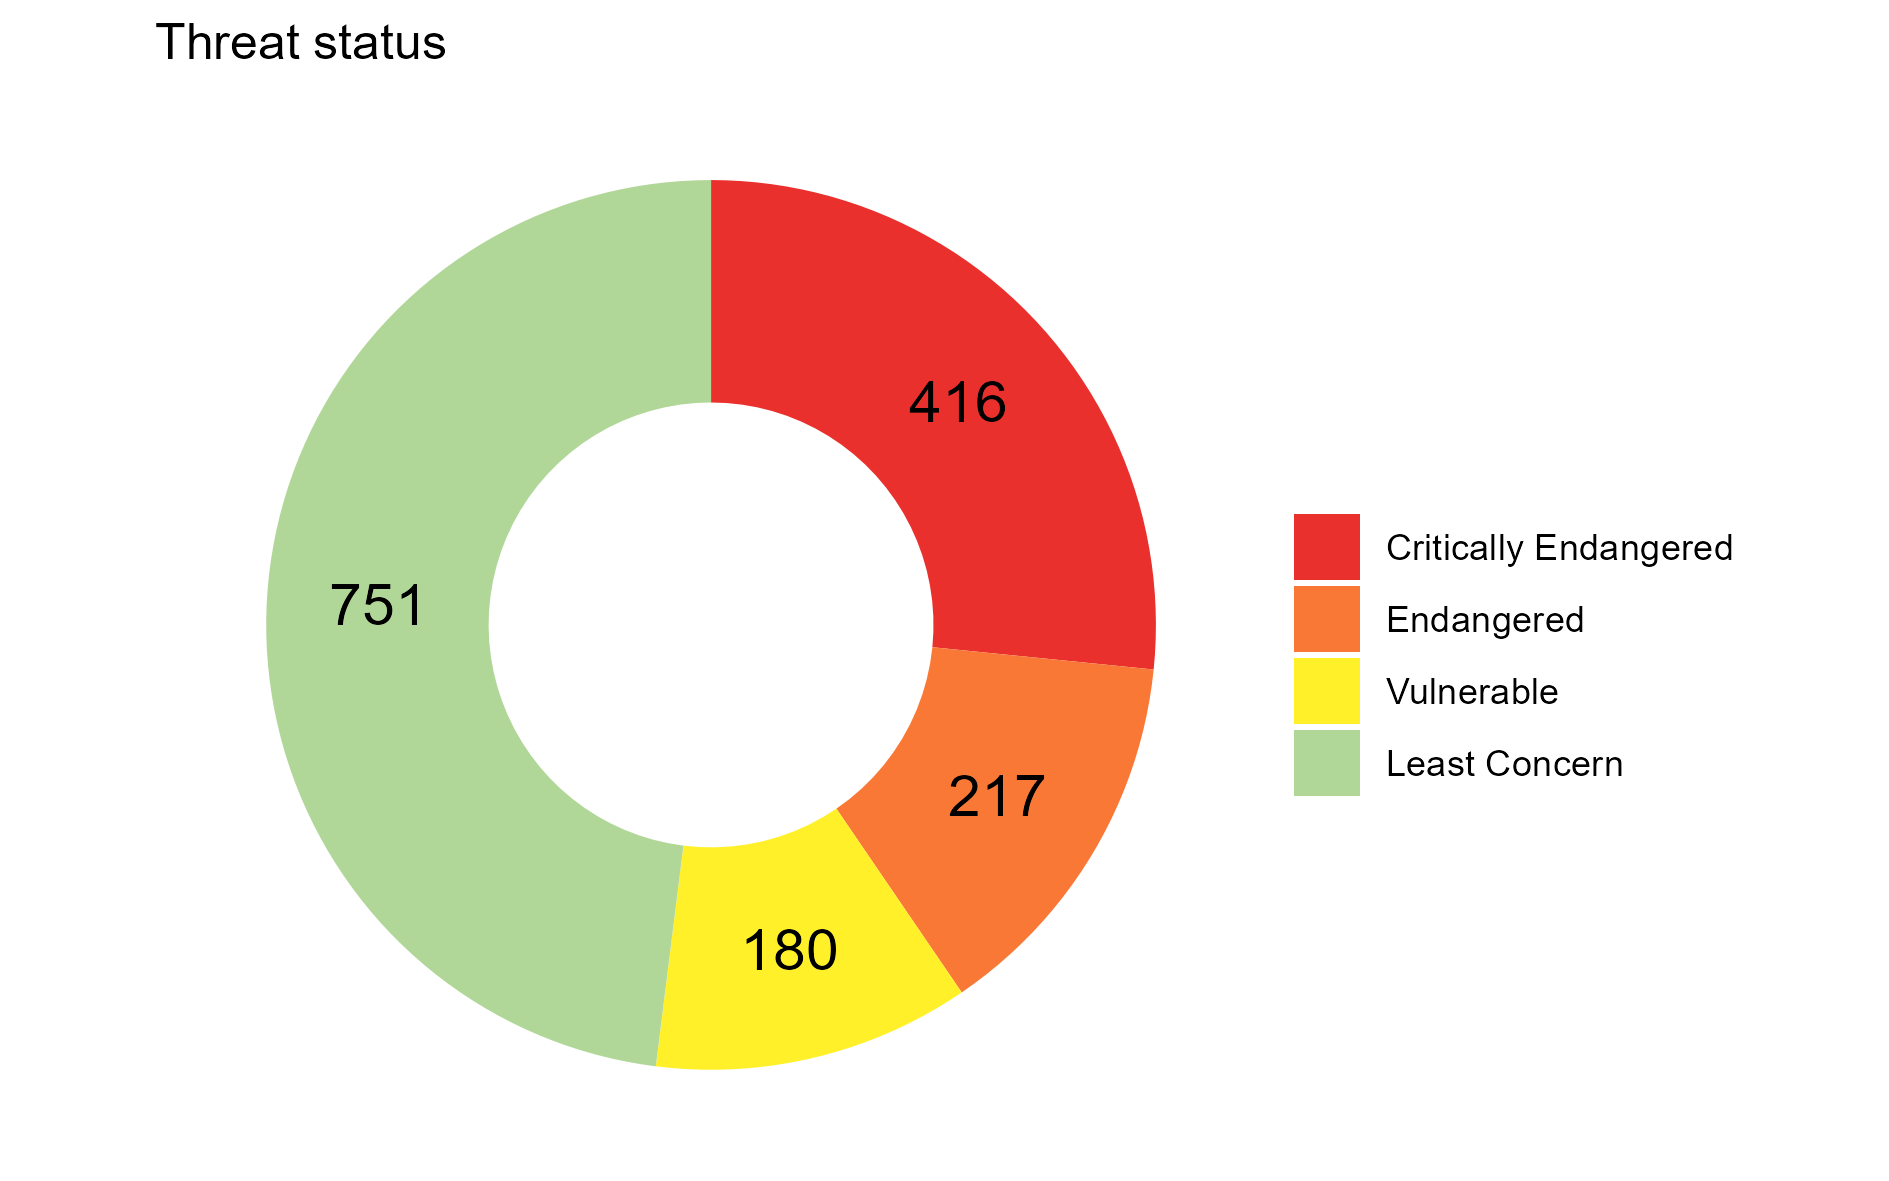 Threat status
416
751
217
180
Critically Endangered
Endangered
Vulnerable
Least Concern